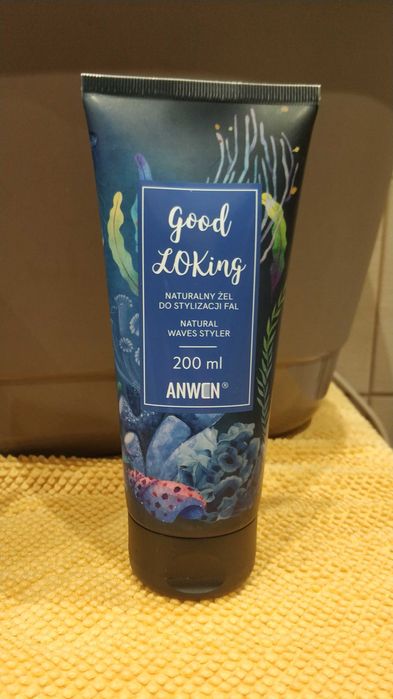 Good
LOKing
NATURALNY ŻEL
DO STYLIZACJI FAL
NATURAL
WAVES STYLER
200 ml
ANWEN®